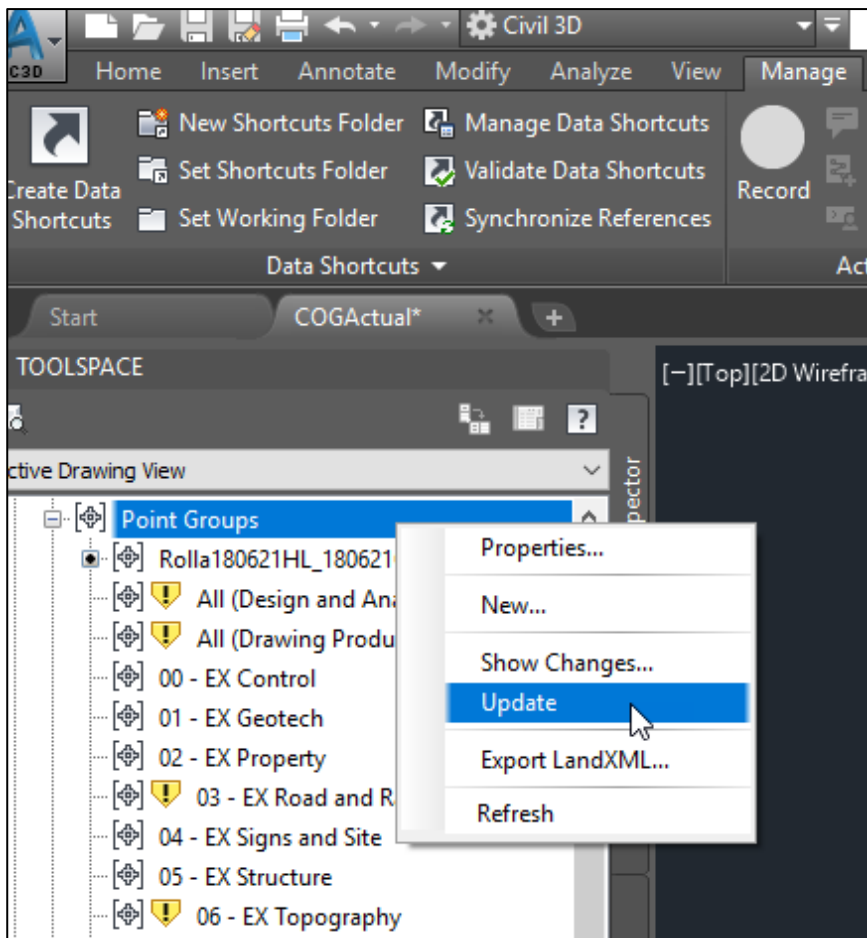 C3D
Civil 3D
Home Insert Annotate Modify Analyze View Manage
New Shortcuts Folder
Manage Data Shortcuts
Set Shortcuts Folder
Validate Data Shortcuts
Create Data
Shortcuts
Set Working Folder
Synchronize References
Record
Data Shortcuts
Act
Start
COGActual*
TOOLSPACE
[−][Top][2D Wirefra
?
ctive Drawing View
pector
Point Groups
Rolla180621HL_180621
All (Design and Ana
All (Drawing Produ
00 - EX Control
01 - EX Geotech
02 - EX Property
03 - EX Road and R
04 - EX Signs and Site
05 - EX Structure
06 - EX Topography
Properties...
New...
Show Changes...
Update
Export LandXML...
Refresh